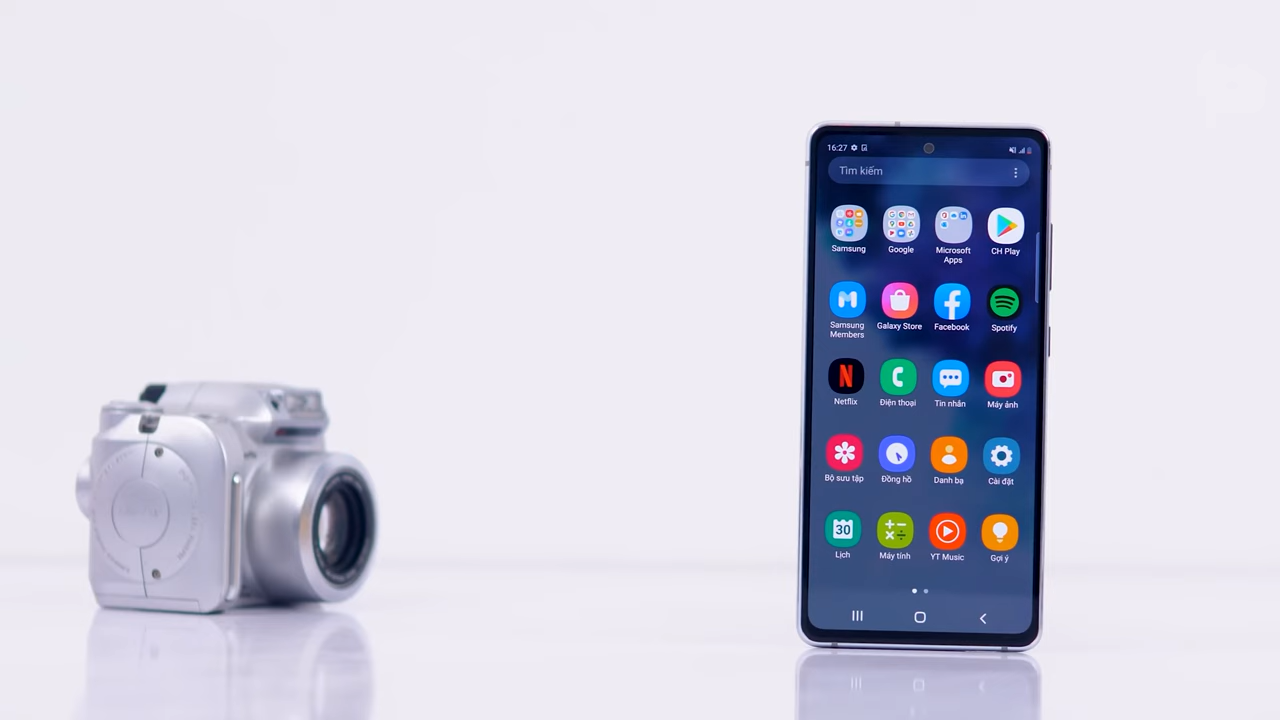 16:27
Tìm kiếm
Samsung
Google
Microsoft
Apps
CH Play
Samsung
Members
Galaxy Store
Facebook
Spotify
Netflix
Điện thoại
Tin nhắn
Máy ảnh
Bộ sưu tập
Đồng hồ
Danh bạ
Cài đặt
30
Lịch
Máy tính
YT Music
Gợi ý